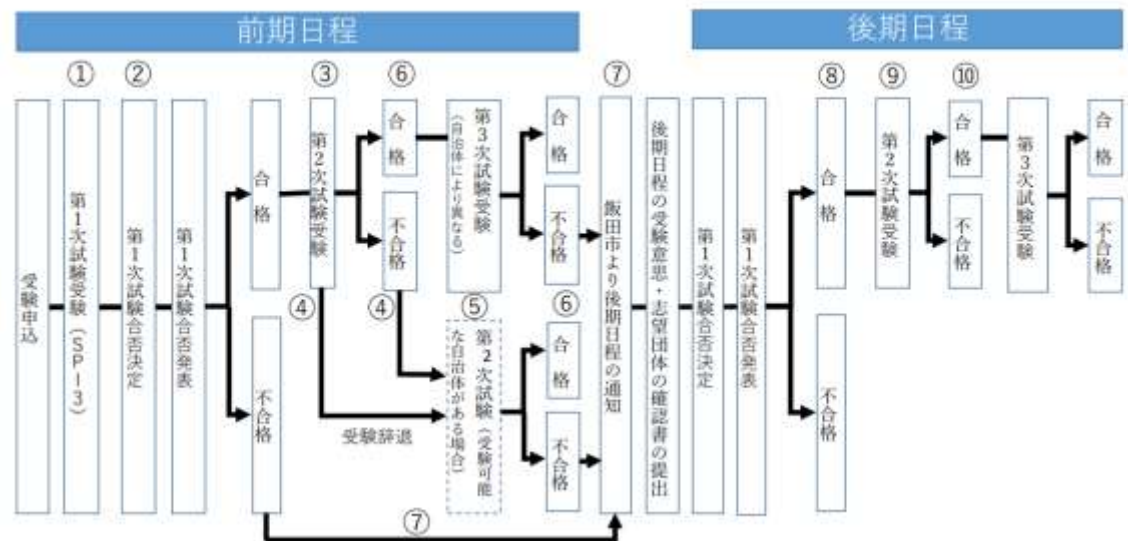 前期日程
後期日程
①
②
③
⑥
⑦
⑧
⑨
⑩
受験申込
第1次試験受験（SPI-3）
第1次試験合否決定
第1次試験合否発表
合格
不合格
第2次試験受験
④
受験辞退
合格
不合格
④
第3次試験受験
（自治体により異なる）
⑤
第2次試験（受験可能
な自治体がある場合）
合格
不合格
⑥
合格
不合格
⑦
飯田市より後期日程の通知
後期日程の受験意思・志望団体の確認書の提出
第1次試験合否決定
第1次試験合否発表
合格
不合格
第2次試験受験
合格
不合格
第3次試験受験
合格
不合格